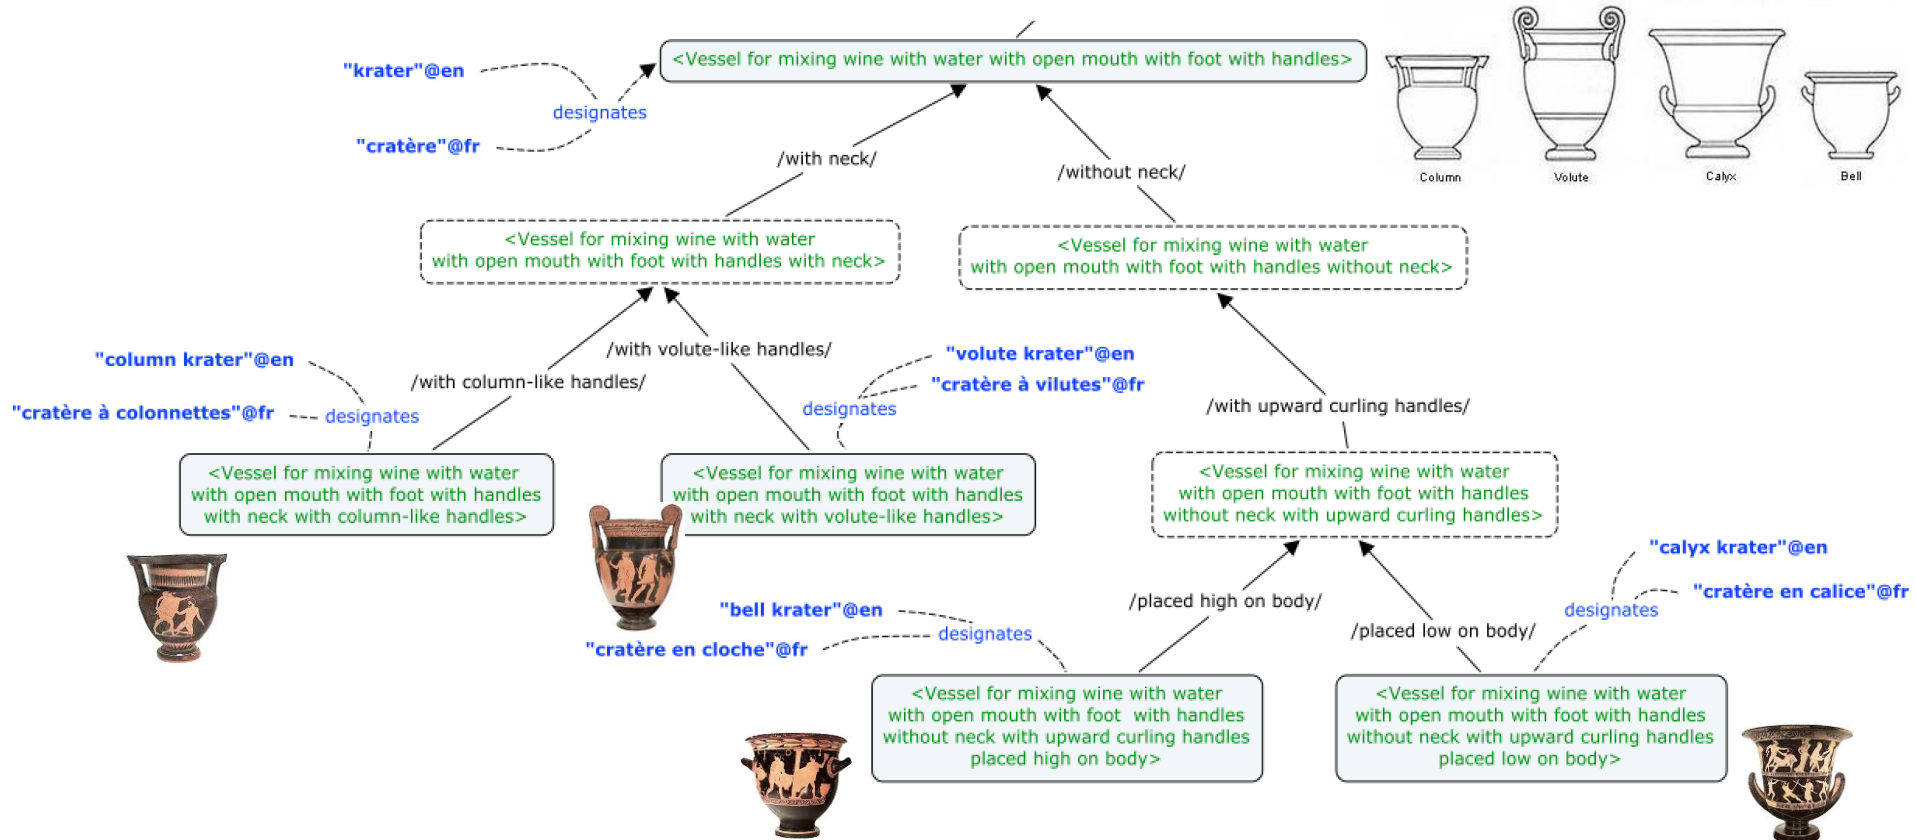 "krater"@en
<Vessel for mixing wine with water with open mouth with foot with handles>
designates
"cratère"@fr
Column
Volute
Calyx
Bell
/with neck/
/without neck/
<Vessel for mixing wine with water
with open mouth with foot with handles with neck>
<Vessel for mixing wine with water
with open mouth with foot with handles without neck>
"column krater"@en
"cratère à colonnettes"@fr
designates
/with column-like handles/
/with volute-like handles/
"volute krater"@en
"cratère à vilutes"@fr
designates
/with upward curling handles/
<Vessel for mixing wine with water
with open mouth with foot with handles
with neck with column-like handles>
<Vessel for mixing wine with water
with open mouth with foot with handles
with neck with volute-like handles>
<Vessel for mixing wine with water
with open mouth with foot with handles
without neck with upward curling handles>
"calyx krater"@en
"cratère en calice"@fr
designates
"bell krater"@en
designates
"cratère en cloche"@fr
/placed high on body/
/placed low on body/
<Vessel for mixing wine with water
with open mouth with foot with handles
without neck with upward curling handles
placed high on body>
<Vessel for mixing wine with water
with open mouth with foot with handles
without neck with upward curling handles
placed low on body>